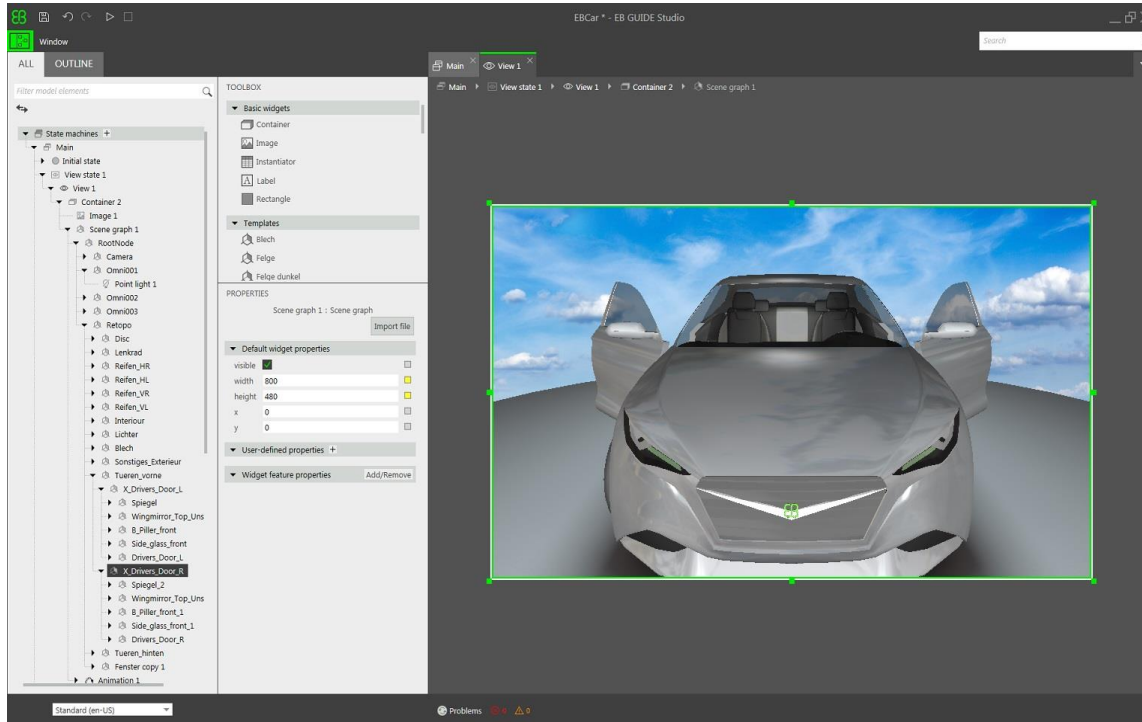 EB
EBCar * - EB GUIDE Studio
Window
Search
ALL
OUTLINE
Filter model elements
State machines +
Main
Initial state
View state 1
View 1
Container 2
Image 1
Scene graph 1
RootNode
Camera
Omni001
Point light 1
Omni002
Omni003
Retopo
Disc
Lenkrad
Reifen_HR
Reifen_HL
Reifen_VR
Reifen_VL
Interiour
Lichter
Blech
Sonstiges_Exterieur
Tueren_vorne
X_Drivers_Door_L
Spiegel
Wingmirror_Top_Uns
B_Piller_front
Side_glass_front
Drivers_Door_L
X_Drivers_Door_R
Spiegel_2
Wingmirror_Top_Uns
B_Piller_front_1
Side_glass_front_1
Drivers_Door_R
Tueren_hinten
Fenster copy 1
Animation 1
Standard (en-US)
TOOLBOX
Basic widgets
Container
Image
Instantiator
A Label
Rectangle
Templates
Blech
Felge
Felge dunkel
PROPERTIES
Scene graph 1 : Scene graph
Import file
Default widget properties
visible
width 800
height 480
x 0
y 0
User-defined properties +
Widget feature properties Add/Remove
Main × View 1 ×
Main View state 1 View 1 Container 2 Scene graph 1
EB
Problems 0 0